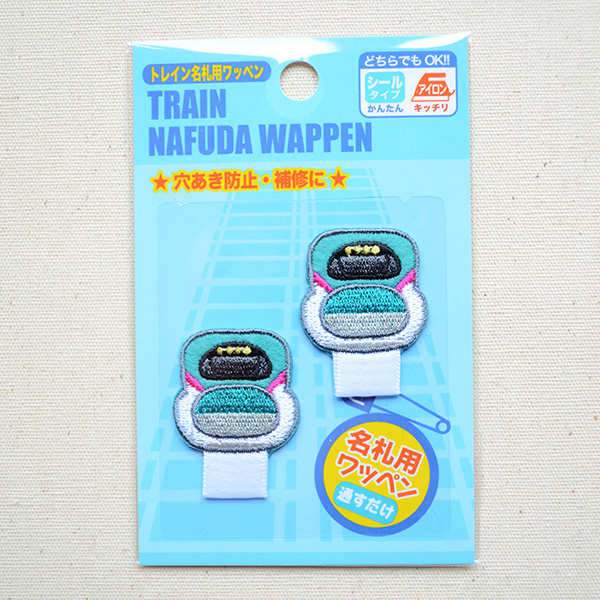 トレイン名札用ワッペン
TRAIN
NAFUDA WAPPEN
どちらでもOK!!
シール
タイプ
かんたん
アイロン
キッチリ
★穴あき防止・補修に★
名札用
ワッペン
通すだけ